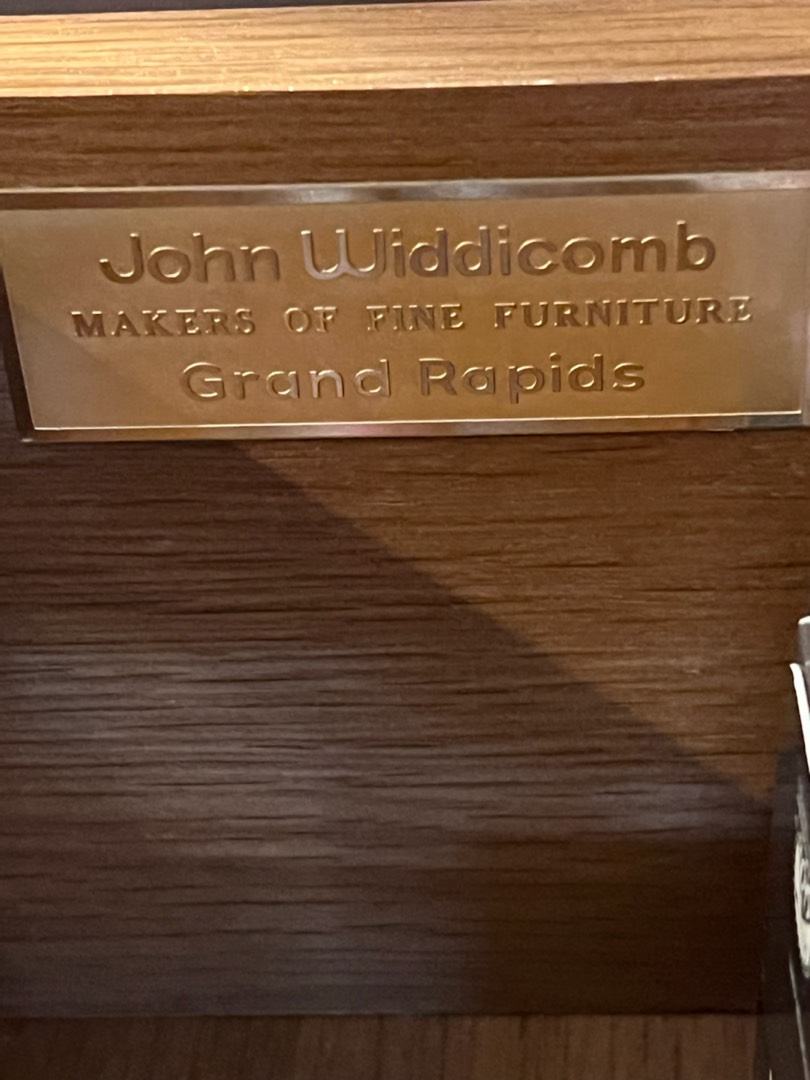 John Widdicomb
MAKERS OF FINE FURNITURE
Grand Rapids